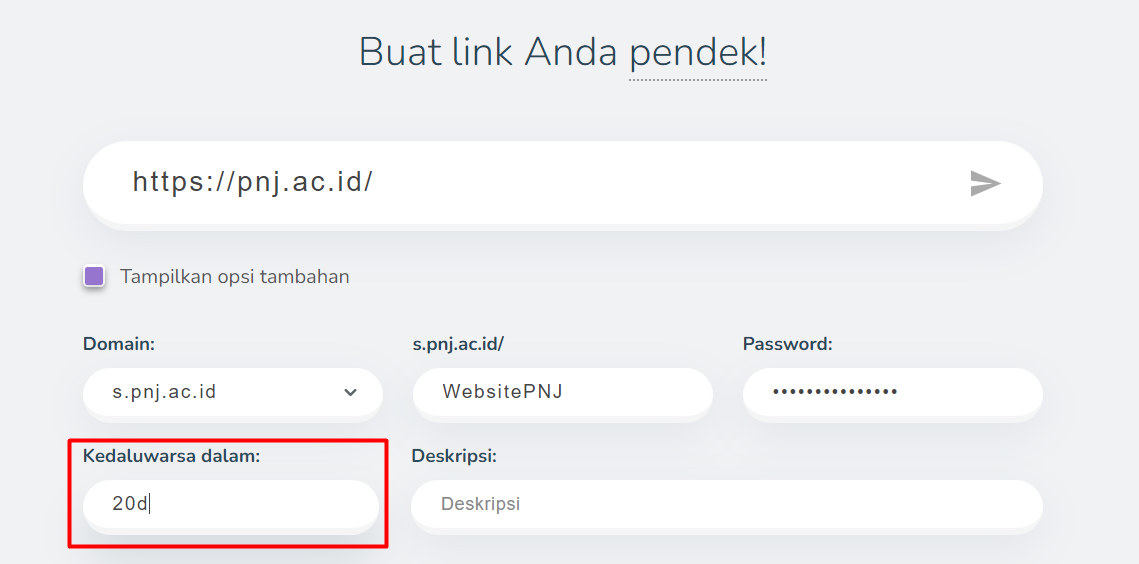 Buat link Anda pendek!
https://pnj.ac.id/
Tampilkan opsi tambahan
Domain: s.pnj.ac.id/ Password:
s.pnj.ac.id WebsitePNJ •••••••••••••••
Kedaluwarsa dalam: Deskripsi:
20d Deskripsi